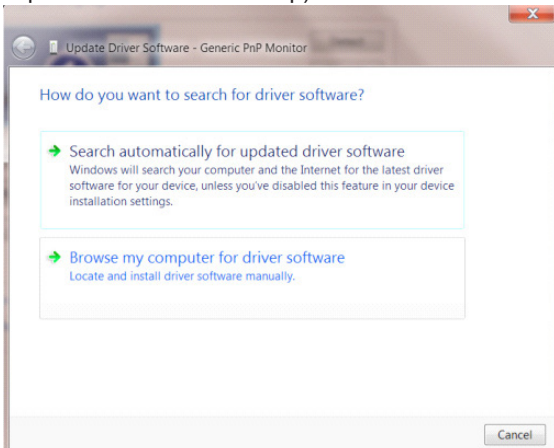 Update Driver Software - Generic PnP Monitor
How do you want to search for driver software?
Search automatically for updated driver software
Windows will search your computer and the Internet for the latest driver
software for your device, unless you've disabled this feature in your device
installation settings.
Browse my computer for driver software
Locate and install driver software manually.
Cancel